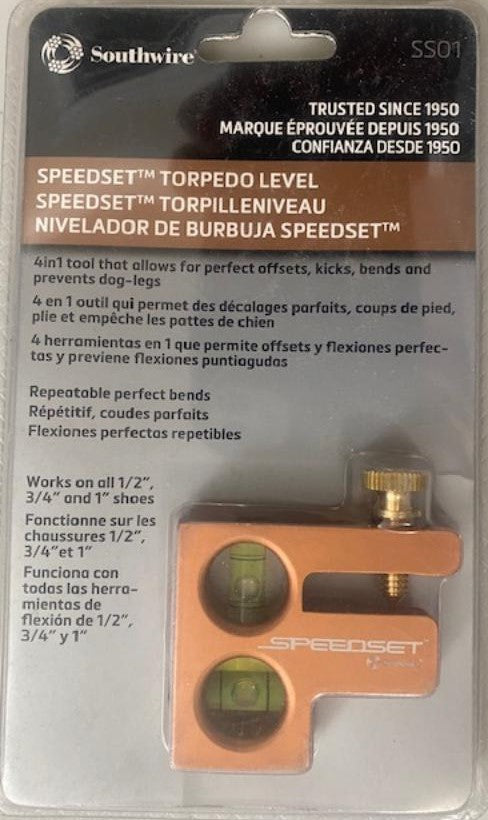 Southwire
SS01
TRUSTED SINCE 1950
MARQUE ÉPROUVÉE DEPUIS 1950
CONFIANZA DESDE 1950
SPEEDSET™ TORPEDO LEVEL
SPEEDSET™ TORPILLENIVEAU
NIVELADOR DE BURBUJA SPEEDSET™
4in1 tool that allows for perfect offsets, kicks, bends and
prevents dog-legs
4 en 1 outil qui permet des décalages parfaits, coups de pied,
plie et empêche les pattes de chien
4 herramientas en 1 que permite offsets y flexiones perfec-
tas y previene flexiones puntiagudas
Repeatable perfect bends
Répétitif, coudes parfaits
Flexiones perfectas repetibles
Works on all 1/2",
3/4" and 1" shoes
Fonctionne sur les
chaussures 1/2",
3/4"et 1"
Funciona con
todas las herra-
mientas de
flexión de 1/2",
3/4" y 1"
SPEEDSET™